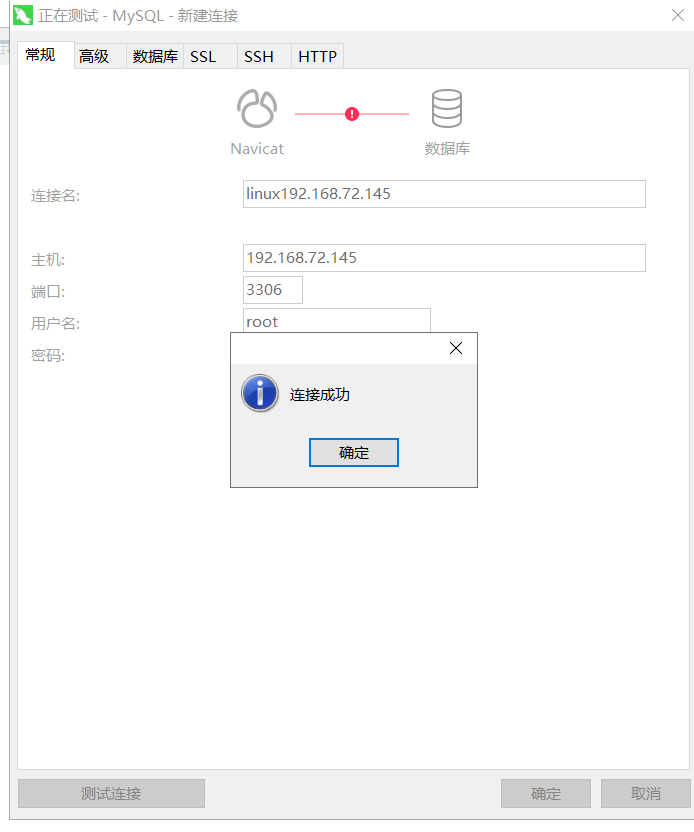 正在测试 - MySQL - 新建连接
常规 高级 数据库 SSL SSH HTTP
Navicat 数据库
连接名: linux192.168.72.145
主机: 192.168.72.145
端口: 3306
用户名: root
密码:
连接成功
确定
测试连接 确定 取消